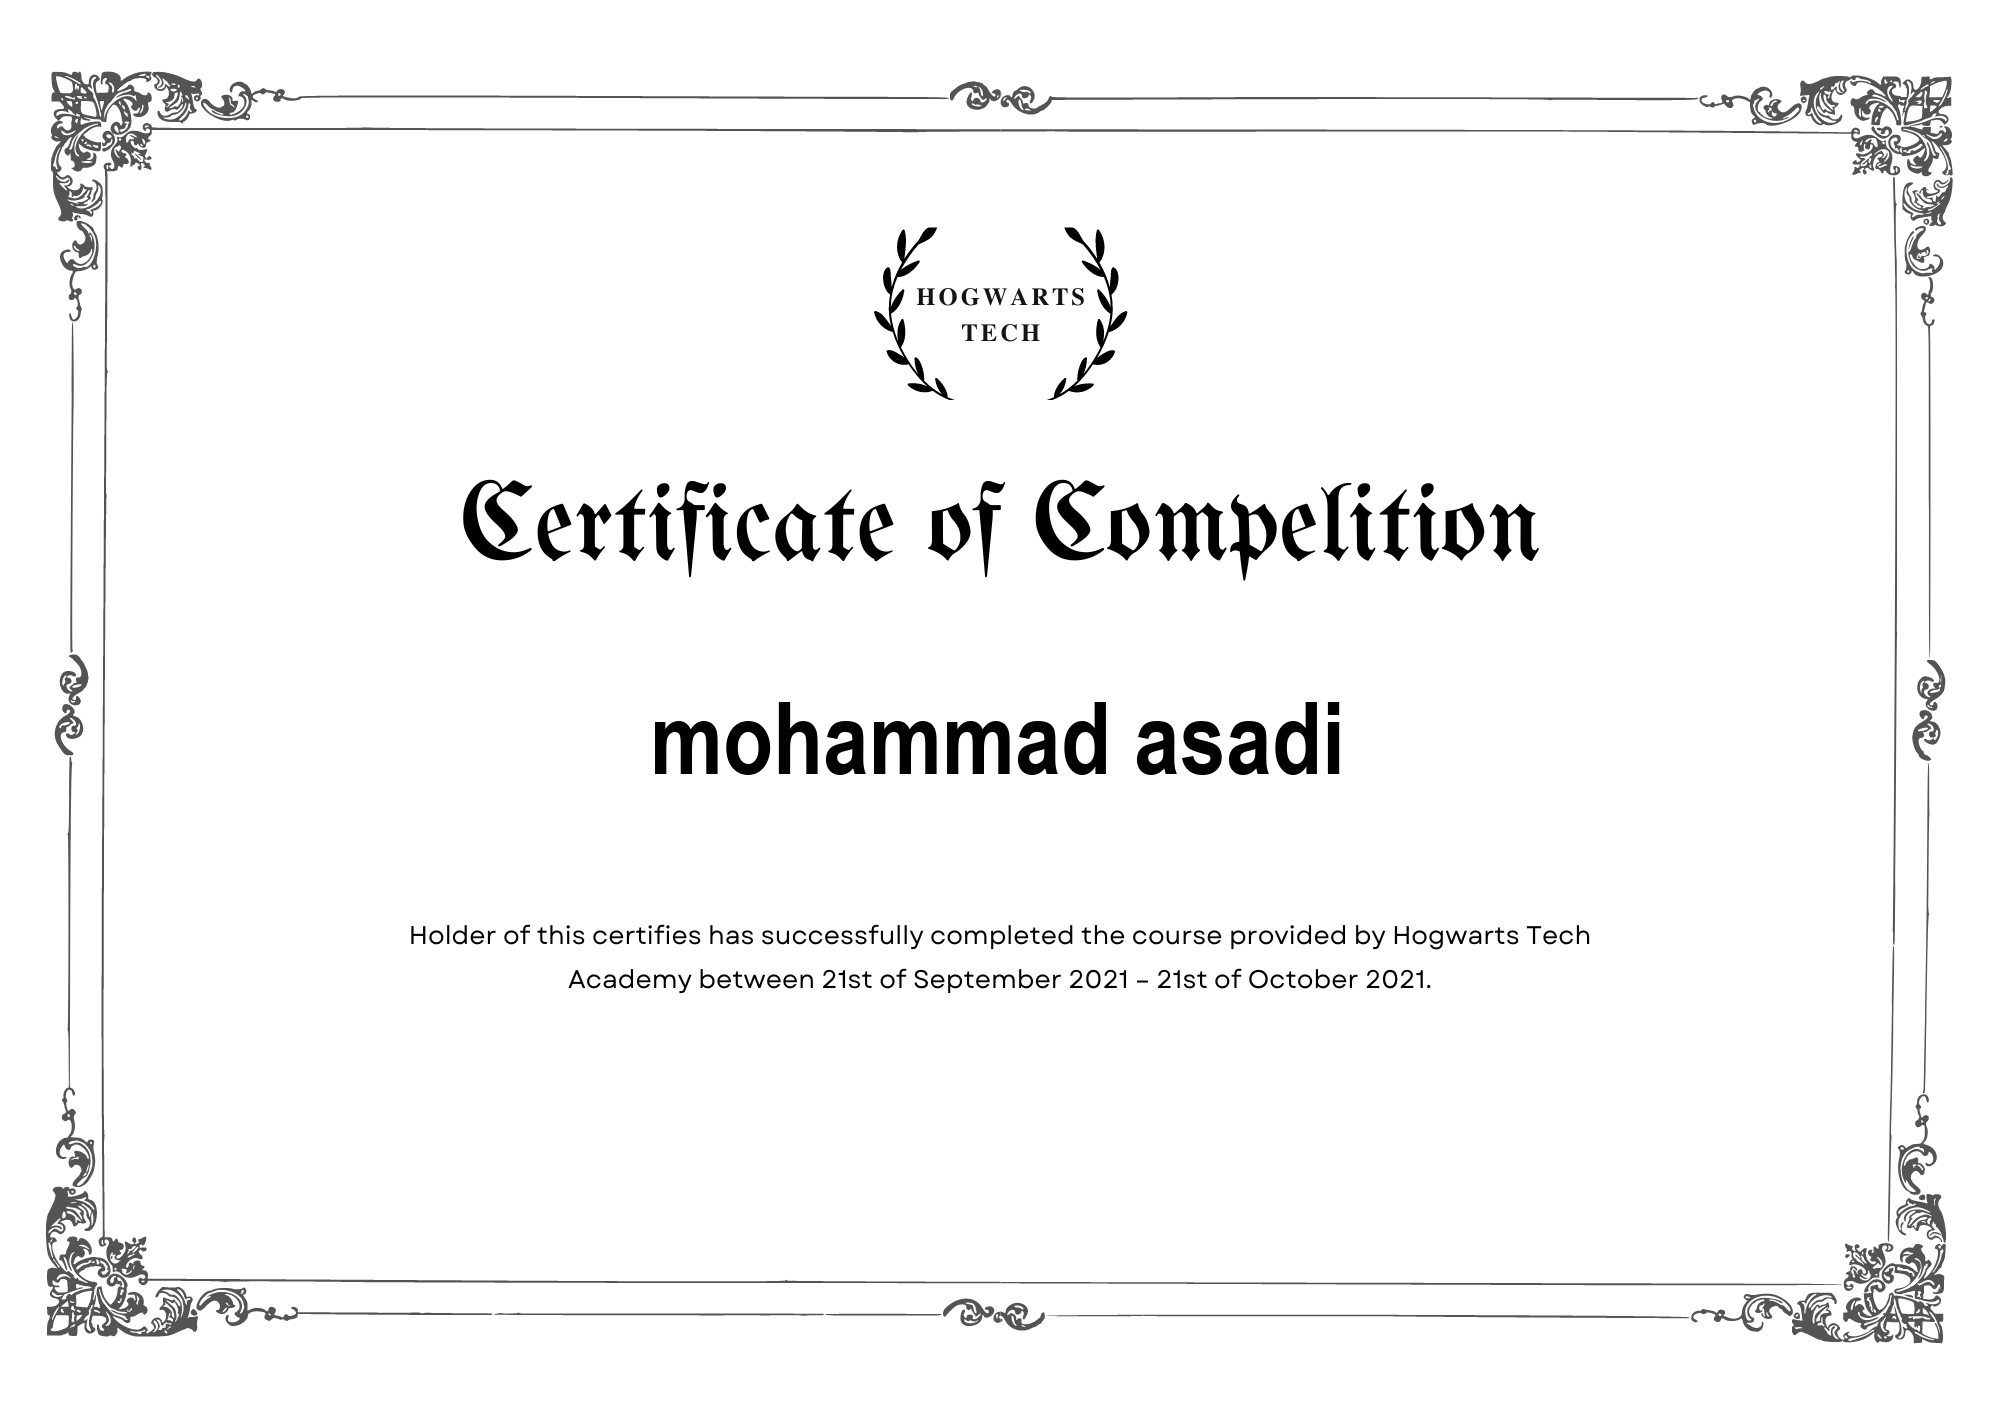 HOGWARTS
TECH
Certificate of Compelition
mohammad asadi
Holder of this certifies has successfully completed the course provided by Hogwarts Tech
Academy between 21st of September 2021 – 21st of October 2021.